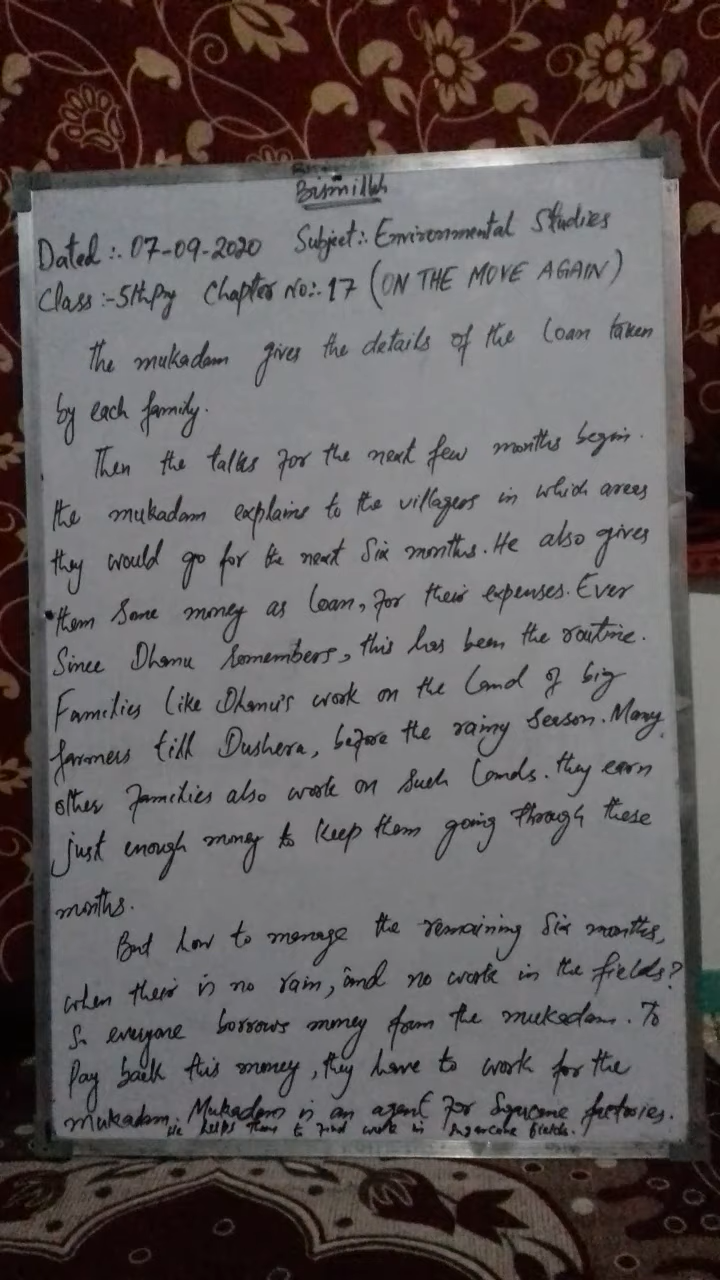 Bismillah
Dated :- 07-09-2020 Subject:- Environmental Studies
Class :- 5th Chapter No:- 17 (ON THE MOVE AGAIN)
The mukadam gives the details of the loan taken
by each family.
Then the talks for the next few months begin.
the mukadam explains to the villagers in which areas
they would go for the next Six months. He also gives
them Some money as loan, for their expenses. Ever
Since Dhanu remembers, this has been the routine.
Families like Dhanu's work on the land of big
farmers till Dushera, before the rainy Season. Many
other families also work on Such lands. they earn
just enough money to keep them going through these
months.
But how to manage the remaining Six months,
when their is no rain, and no work in the fields?
So everyone borrows money from the mukadam. To
Pay back this money, they have to work for the
mukadam. Mukadam is an agent for Sugarcane factories.
He helps them to find work in Sugarcane fields.